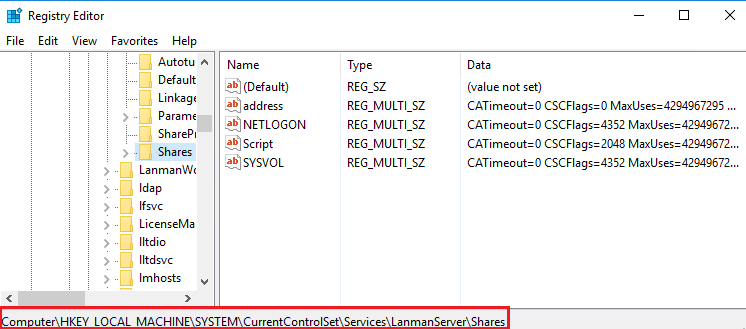 Registry Editor
File Edit View Favorites Help
Autotu
Default
Linkage
Parame
SharePr
Shares
LanmanWo
ldap
lfsvc
LicenseMa
lltdio
lltdsvc
lmhosts
Name Type Data
(Default) REG_SZ (value not set)
address REG_MULTI_SZ CATimeout=0 CSCFlags=0 MaxUses=4294967295 ...
NETLOGON REG_MULTI_SZ CATimeout=0 CSCFlags=4352 MaxUses=42949672...
Script REG_MULTI_SZ CATimeout=0 CSCFlags=2048 MaxUses=42949672...
SYSVOL REG_MULTI_SZ CATimeout=0 CSCFlags=4352 MaxUses=42949672...
Computer\HKEY_LOCAL_MACHINE\SYSTEM\CurrentControlSet\Services\LanmanServer\Shares